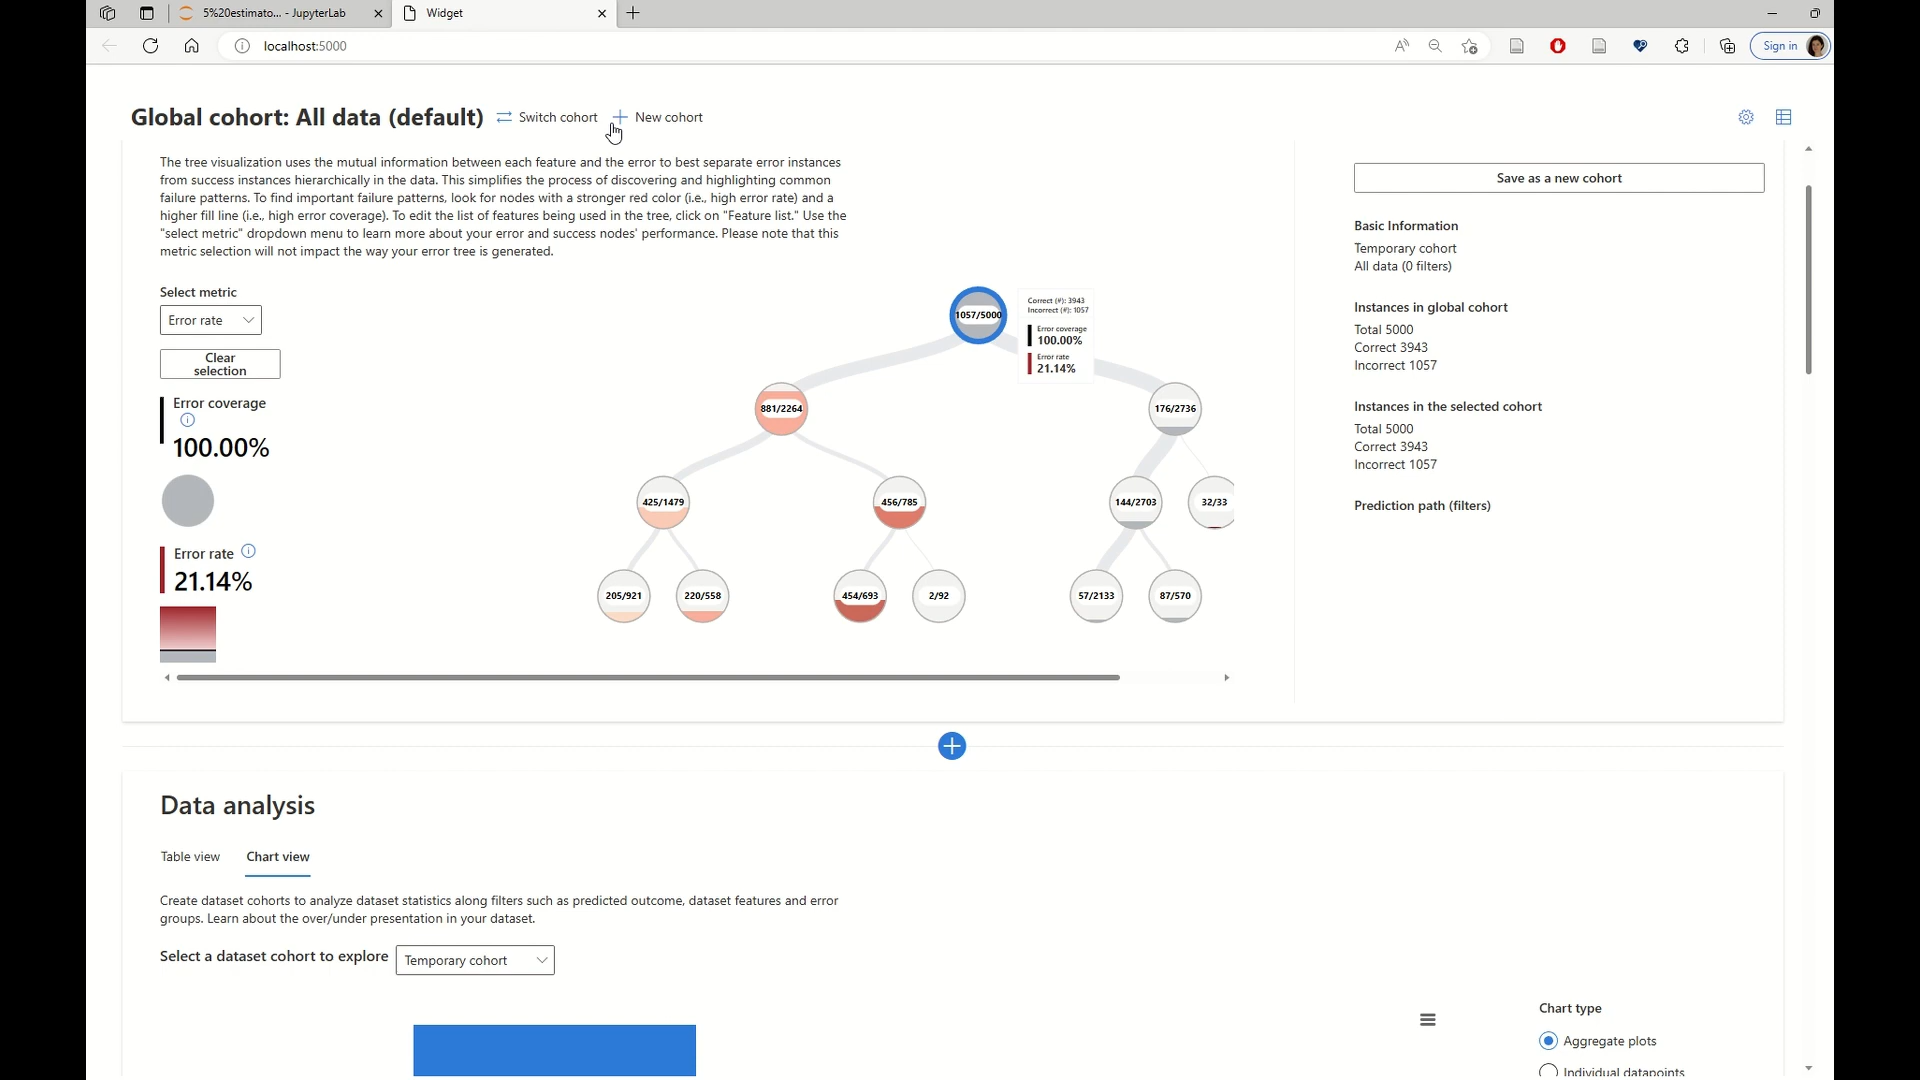 5%20estimato... - JupyterLab
Widget
localhost:5000
Sign in
Global cohort: All data (default)
Switch cohort
New cohort
The tree visualization uses the mutual information between each feature and the error to best separate error instances
from success instances hierarchically in the data. This simplifies the process of discovering and highlighting common
failure patterns. To find important failure patterns, look for nodes with a stronger red color (i.e., high error rate) and a
higher fill line (i.e., high error coverage). To edit the list of features being used in the tree, click on "Feature list." Use the
"select metric" dropdown menu to learn more about your error and success nodes' performance. Please note that this
metric selection will not impact the way your error tree is generated.
Select metric
Error rate
Clear
selection
Error coverage
100.00%
Error rate
21.14%
1057/5000
Correct (#): 3943
Incorrect (#): 1057
Error coverage
100.00%
Error rate
21.14%
881/2264
176/2736
425/1479
456/785
144/2703
32/33
205/921
220/558
454/693
2/92
57/2133
87/570
Save as a new cohort
Basic Information
Temporary cohort
All data (0 filters)
Instances in global cohort
Total 5000
Correct 3943
Incorrect 1057
Instances in the selected cohort
Total 5000
Correct 3943
Incorrect 1057
Prediction path (filters)
Data analysis
Table view
Chart view
Create dataset cohorts to analyze dataset statistics along filters such as predicted outcome, dataset features and error
groups. Learn about the over/under presentation in your dataset.
Select a dataset cohort to explore
Temporary cohort
Chart type
Aggregate plots
Individual datapoints